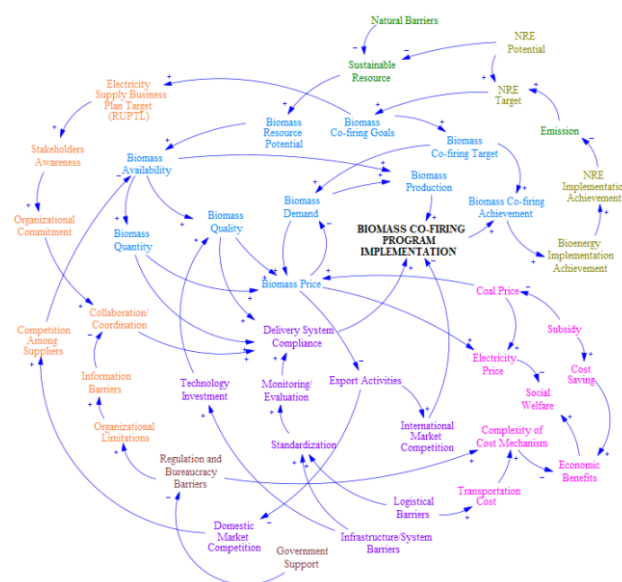 Natural Barriers
NRE
Potential
Sustainable
Resource
Electricity
Supply Business
Plan Target
(RUPTL)
NRE
Target
Biomass
Resource
Potential
Biomass
Co-firing Goals
Emission
Stakeholders
Awareness
Biomass
Co-firing Target
Biomass
Availability
Biomass
Production
NRE
Implementation
Achievement
Biomass
Demand
Biomass Co-firing
Achievement
Organizational
Commitment
Biomass
Quantity
Biomass
Quality
BIOMASS CO-FIRING
PROGRAM
IMPLEMENTATION
Bioenergy
Implementation
Achievement
Biomass Price
Coal Price
Collaboration/
Coordination
Subsidy
Competition
Among
Suppliers
Delivery System
Compliance
Electricity
Price
Cost
Saving
Information
Barriers
Technology
Investment
Monitoring/
Evaluation
Export Activities
Social
Welfare
Organizational
Limitations
Standardization
International
Market
Competition
Complexity of
Cost Mechanism
Economic
Benefits
Regulation and
Bureaucracy
Barriers
Logistical
Barriers
Transportation
Cost
Domestic
Market
Competition
Government
Support
Infrastructure/System
Barriers